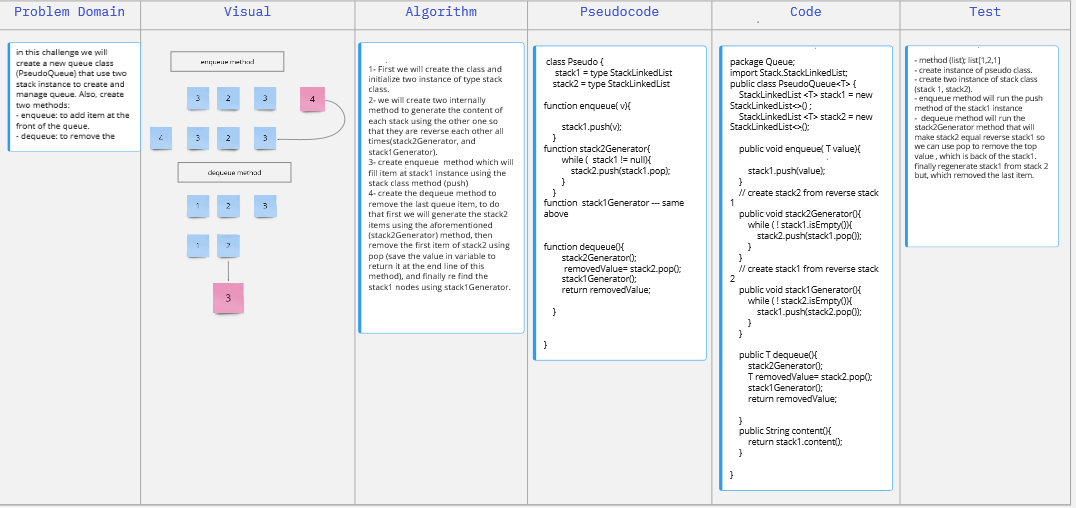 Problem Domain
in this challenge we will
create a new queue class
(PseudoQueue) that use two
stack instance to create and
manage queue. Also, create
two methods:
- enqueue: to add item at the
front of the queue.
- dequeue: to remove the
Visual
enqueue method
3 2 3 4
4 3 2 3
dequeue method
1 2 3
1 2
3
Algorithm
1- First we will create the class and
initialize two instance of type stack
class.
2- we will create two internally
method to generate the content of
each stack using the other one so
that they are reverse each other all
times(stack2Generator, and
stack1Generator).
3- create enqueue method which will
fill item at stack1 instance using the
stack class method (push)
4- create the dequeue method to
remove the last queue item, to do
that first we will generate the stack2
items using the aforementioned
(stack2Generator) method, then
remove the first item of stack2 using
pop (save the value in variable to
return it at the end line of this
method), and finally re find the
stack1 nodes using stack1Generator.
Pseudocode
class Pseudo {
stack1 = type StackLinkedList
stack2 = type StackLinkedList
function enqueue( v){
stack1.push(v);
}
function stack2Generator{
while ( stack1 != null){
stack2.push(stack1.pop);
}
}
function stack1Generator --- same
above
function dequeue(){
stack2Generator();
removedValue= stack2.pop();
stack1Generator();
return removedValue;
}
}
Code
package Queue;
import Stack.StackLinkedList;
public class PseudoQueue<T> {
StackLinkedList <T> stack1 = new
StackLinkedList<>() ;
StackLinkedList <T> stack2 = new
StackLinkedList<>();
public void enqueue( T value){
stack1.push(value);
}
// create stack2 from reverse stack
1
public void stack2Generator(){
while ( ! stack1.isEmpty()){
stack2.push(stack1.pop());
}
}
// create stack1 from reverse stack
2
public void stack1Generator(){
while ( ! stack2.isEmpty()){
stack1.push(stack2.pop());
}
}
public T dequeue(){
stack2Generator();
T removedValue= stack2.pop();
stack1Generator();
return removedValue;
}
public String content(){
return stack1.content();
}
}
Test
- method (list); list[1,2,1]
- create instance of pseudo class.
- create two instance of stack class
(stack 1, stack2).
- enqueue method will run the push
method of the stack1 instance
- dequeue method will run the
stack2Generator method that will
make stack2 equal reverse stack1 so
we can use pop to remove the top
value , which is back of the stack1.
finally regenerate stack1 from stack 2
but, which removed the last item.